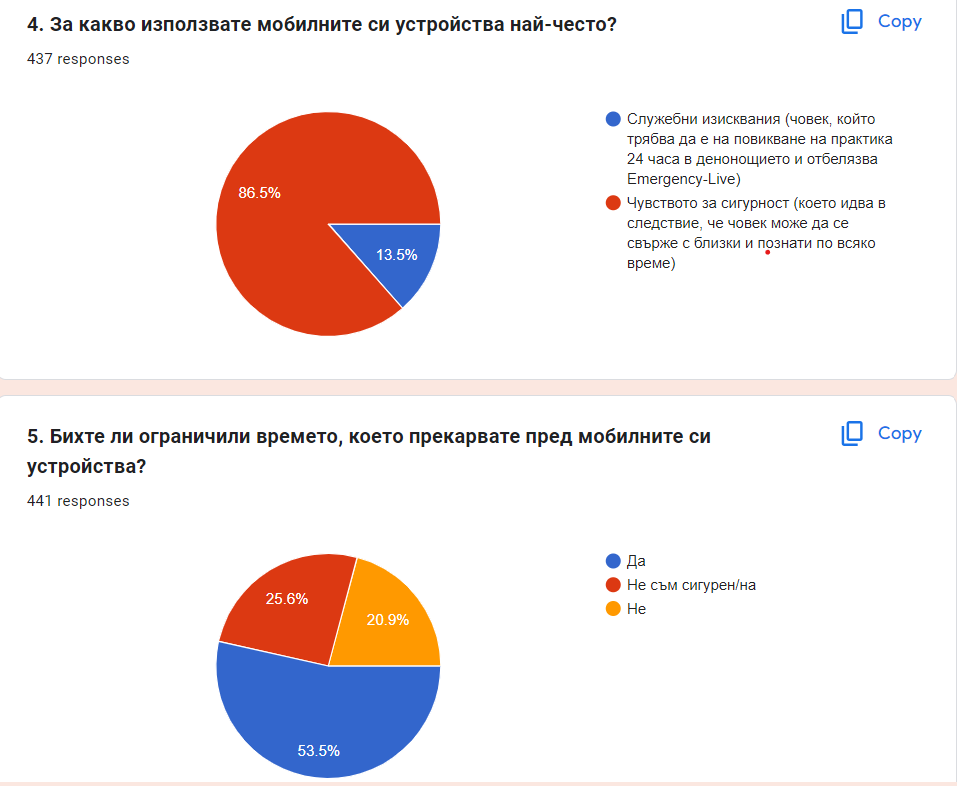 4. За какво използвате мобилните си устройства най-често?
Copy
437 responses
86.5%
13.5%
Служебни изисквания (човек, който
трябва да е на повикване на практика
24 часа в денонощието и отбелязва
Emergency-Live)
Чувството за сигурност (което идва в
следствие, че човек може да се
свърже с близки и познати по всяко
време)
5. Бихте ли ограничили времето, което прекарвате пред мобилните си
устройства?
Copy
441 responses
25.6%
20.9%
53.5%
Да
Не съм сигурен/на
Не